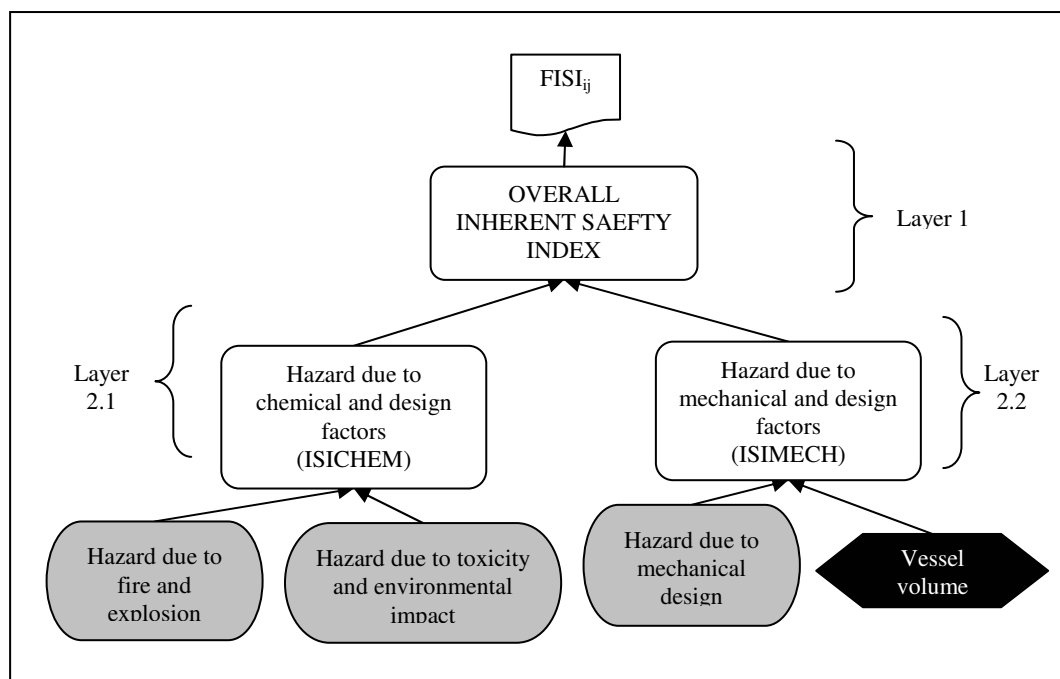 FISIij
OVERALL
INHERENT SAEFTY
INDEX
Layer 1
Layer
2.1
Hazard due to
chemical and design
factors
(ISICHEM)
Hazard due to
mechanical and design
factors
(ISIMECH)
Layer
2.2
Hazard due to
fire and
explosion
Hazard due to toxicity
and environmental
impact
Hazard due to
mechanical
design
Vessel
volume